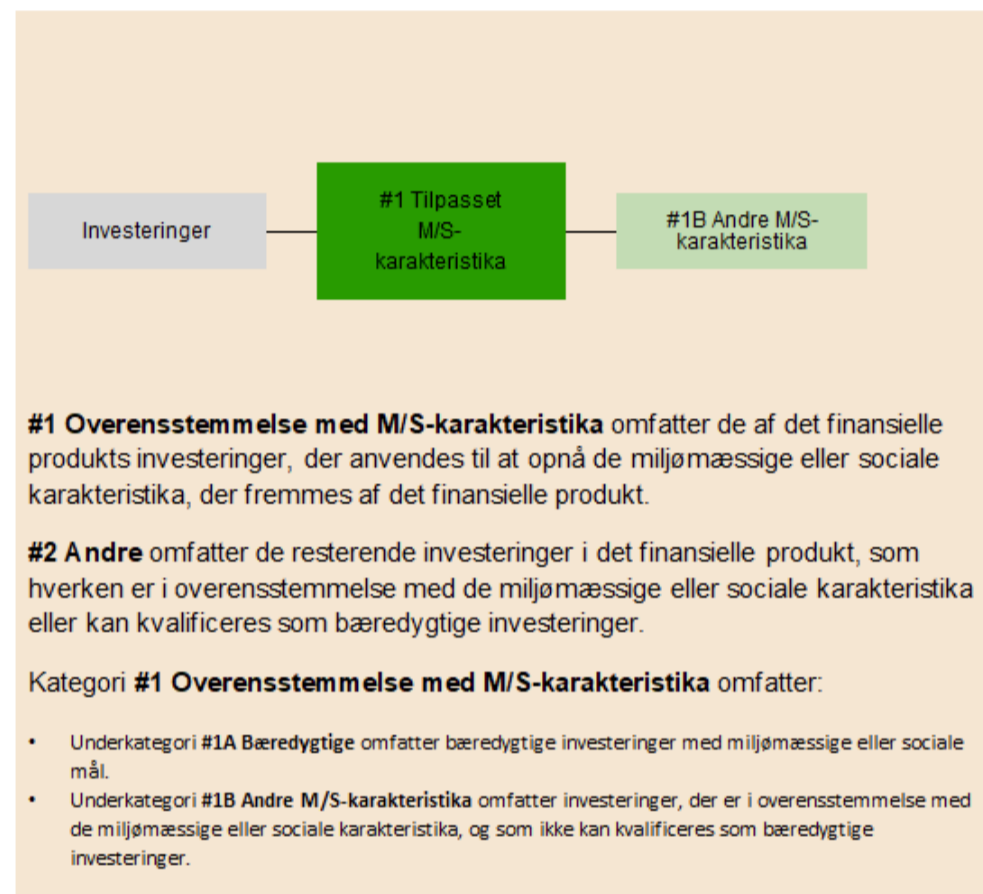 Investeringer
#1 Tilpasset
M/S-
karakteristika
#1B Andre M/S-
karakteristika
#1 Overensstemmelse med M/S-karakteristika omfatter de af det finansielle
produkts investeringer, der anvendes til at opnå de miljømæssige eller sociale
karakteristika, der fremmes af det finansielle produkt.
#2 Andre omfatter de resterende investeringer i det finansielle produkt, som
hverken er i overensstemmelse med de miljømæssige eller sociale karakteristika
eller kan kvalificeres som bæredygtige investeringer.
Kategori #1 Overensstemmelse med M/S-karakteristika omfatter:
• Underkategori #1A Bæredygtige omfatter bæredygtige investeringer med miljømæssige eller sociale
mål.
• Underkategori #1B Andre M/S-karakteristika omfatter investeringer, der er i overensstemmelse med
de miljømæssige eller sociale karakteristika, og som ikke kan kvalificeres som bæredygtige
investeringer.